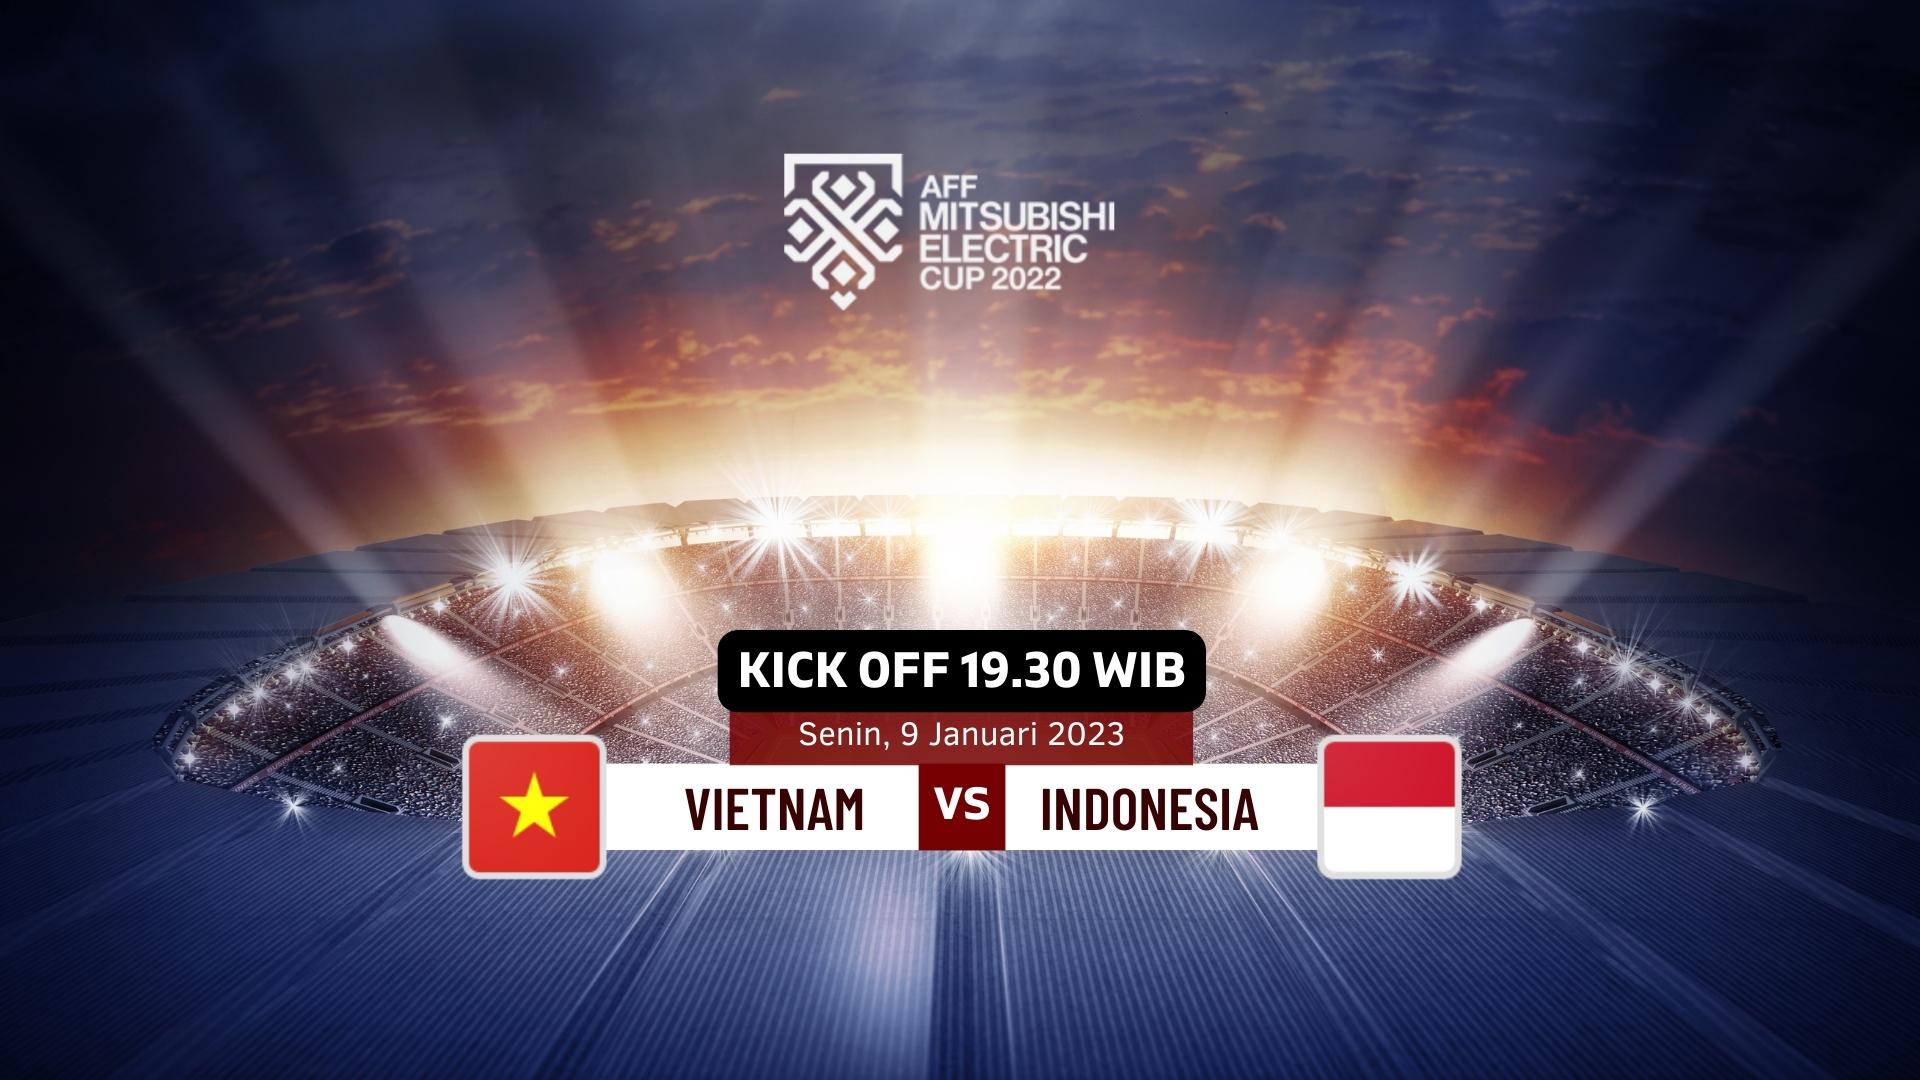 AFF
MITSUBISHI
ELECTRIC
CUP 2022
KICK OFF 19.30 WIB
Senin, 9 Januari 2023
VIETNAM VS INDONESIA